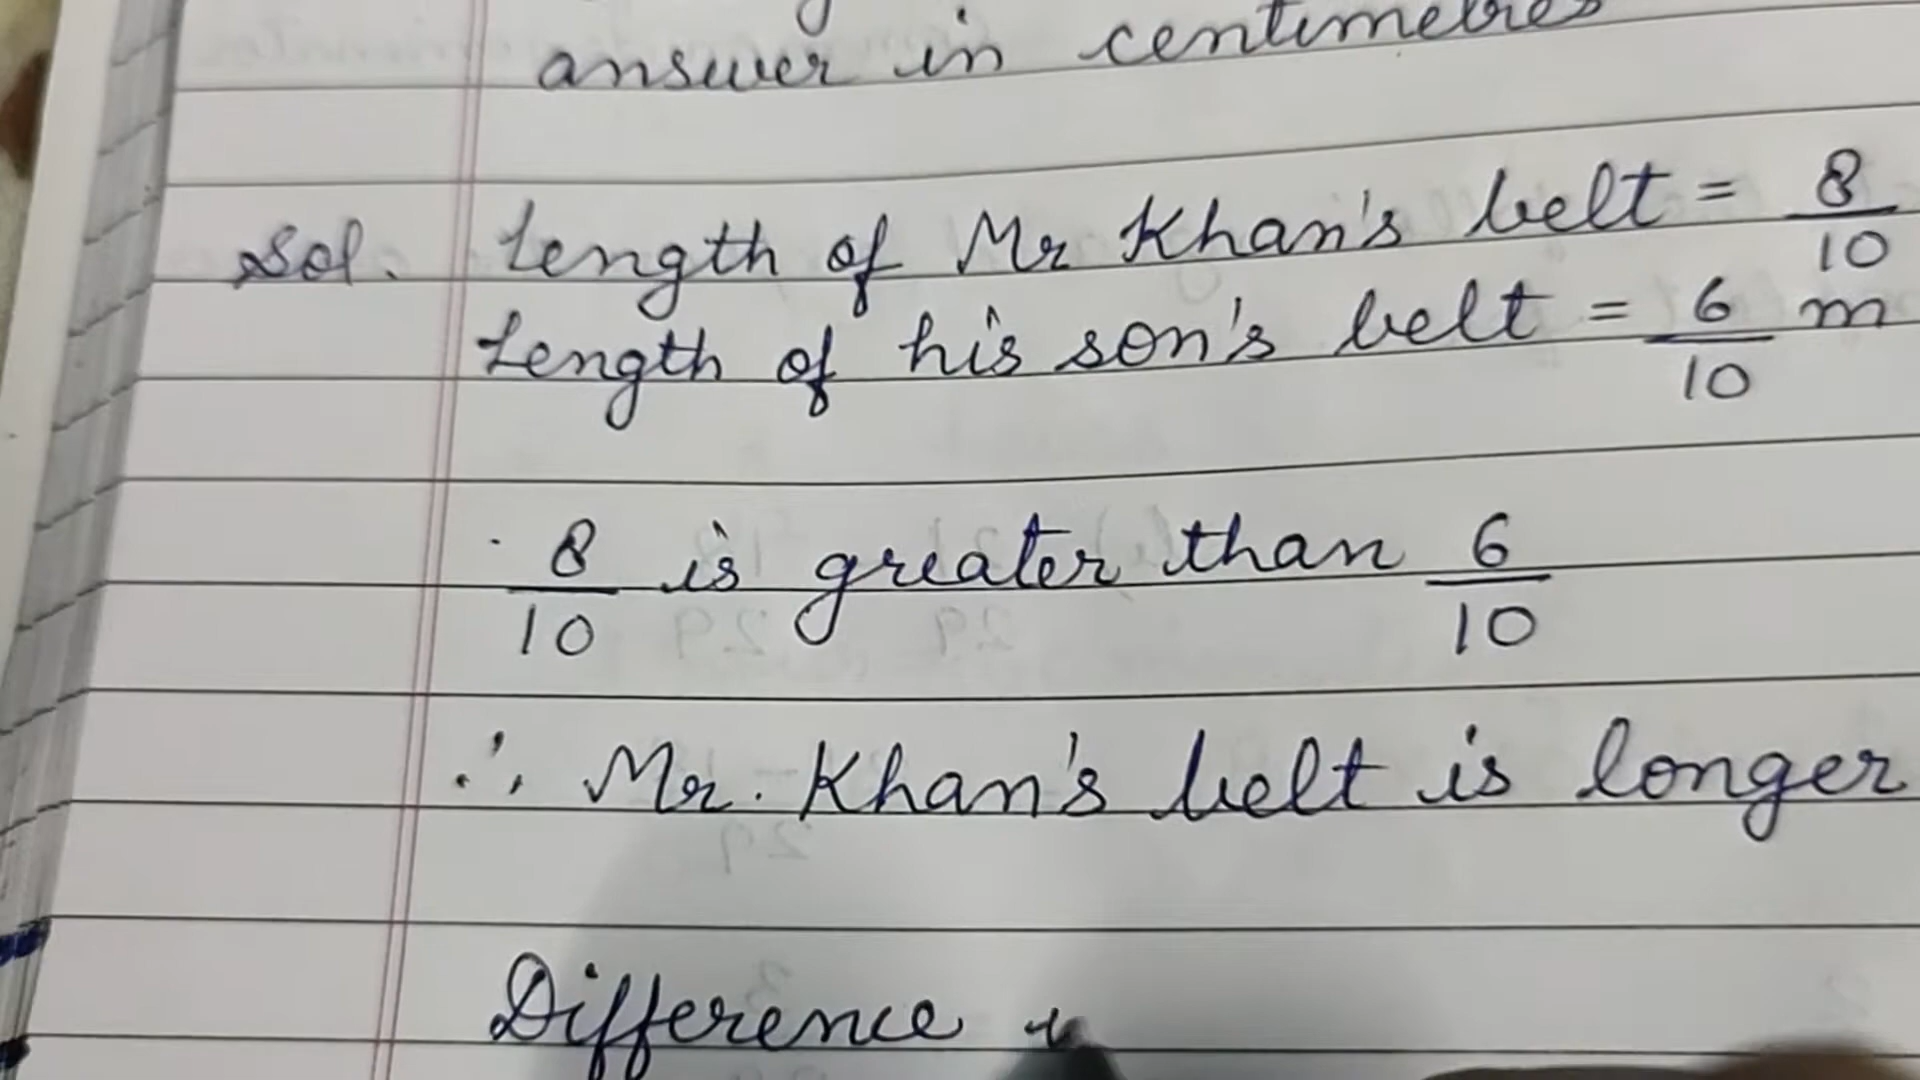 answer in centimetres
Sol. Length of Mr Khan's belt = 8/10
Length of his son's belt = 6/10 m
8/10 is greater than 6/10
∴ Mr. Khan's belt is longer
Difference